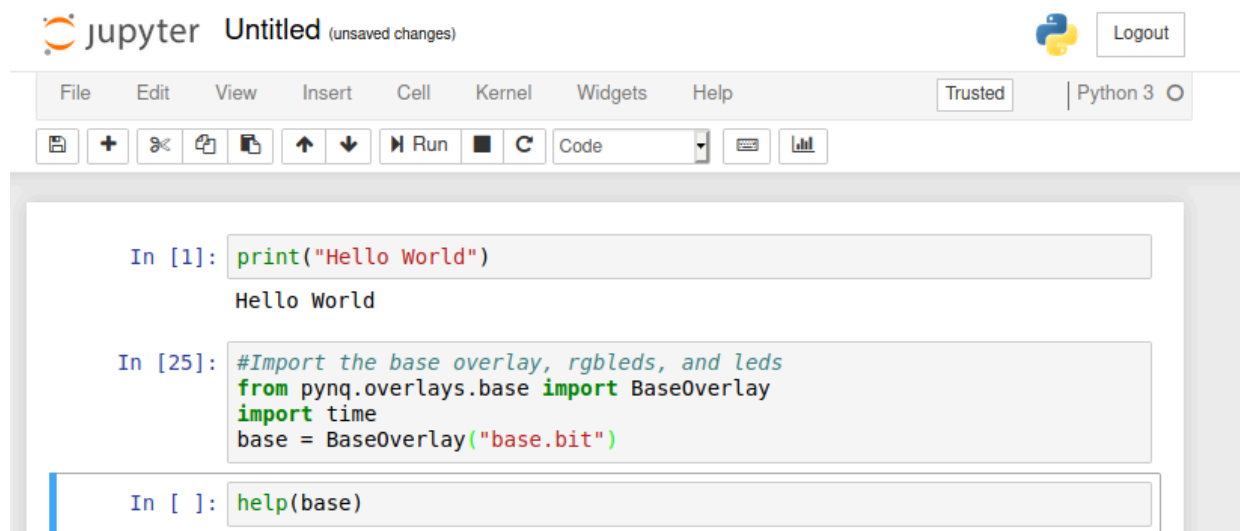 jupyter Untitled (unsaved changes) Logout
File Edit View Insert Cell Kernel Widgets Help Trusted Python 3
Run Code
In [1]: print("Hello World")
Hello World
In [25]: #Import the base overlay, rgbleds, and leds
from pynq.overlays.base import BaseOverlay
import time
base = BaseOverlay("base.bit")
In [ ]: help(base)